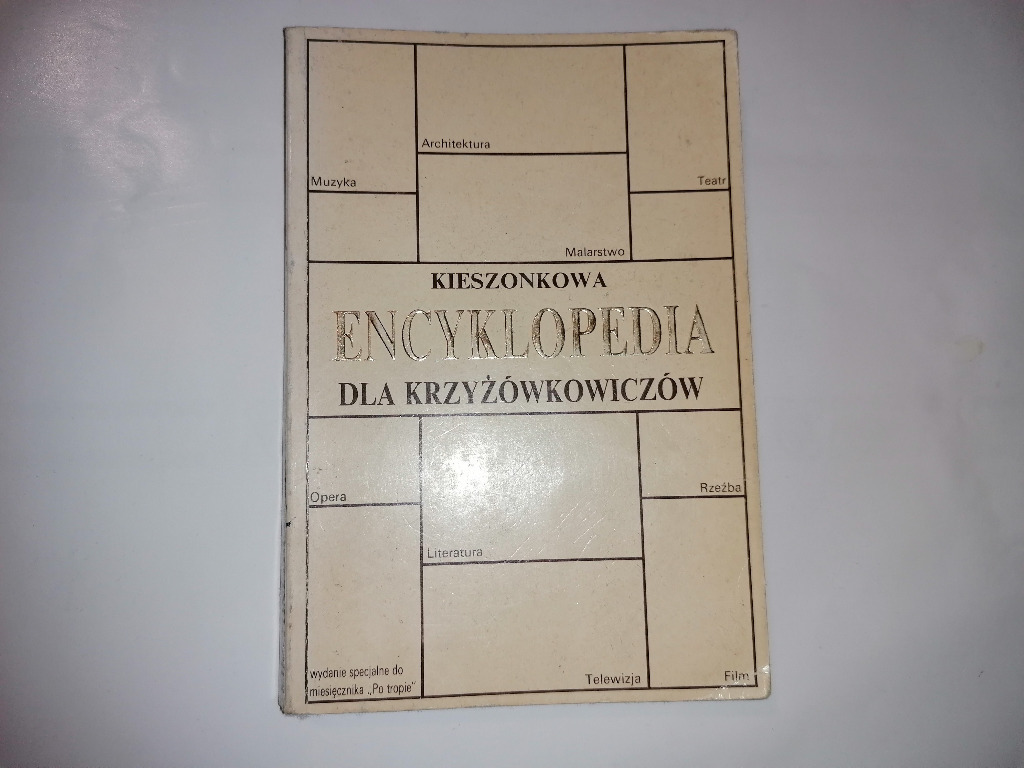 Architektura
Muzyka
Teatr
Malarstwo
KIESZONKOWA
ENCYKLOPEDIA
DLA KRZYŻÓWKOWICZÓW
Opera
Rzeźba
Literatura
wydanie specjalne do
miesięcznika „Po tropie"
Telewizja
Film